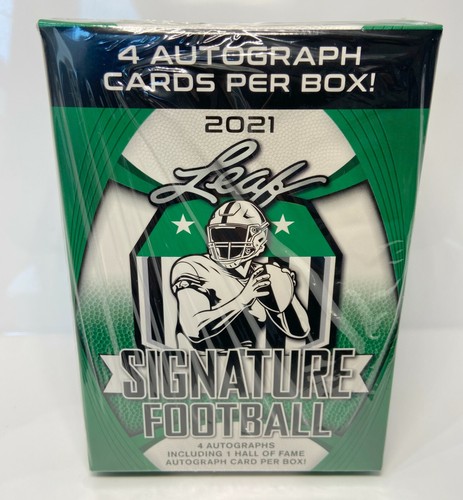 4 AUTOGRAPH
CARDS PER BOX!
2021
Leaf
SIGNATURE
FOOTBALL
4 AUTOGRAPHS
INCLUDING 1 HALL OF FAME
AUTOGRAPH CARD PER BOX!